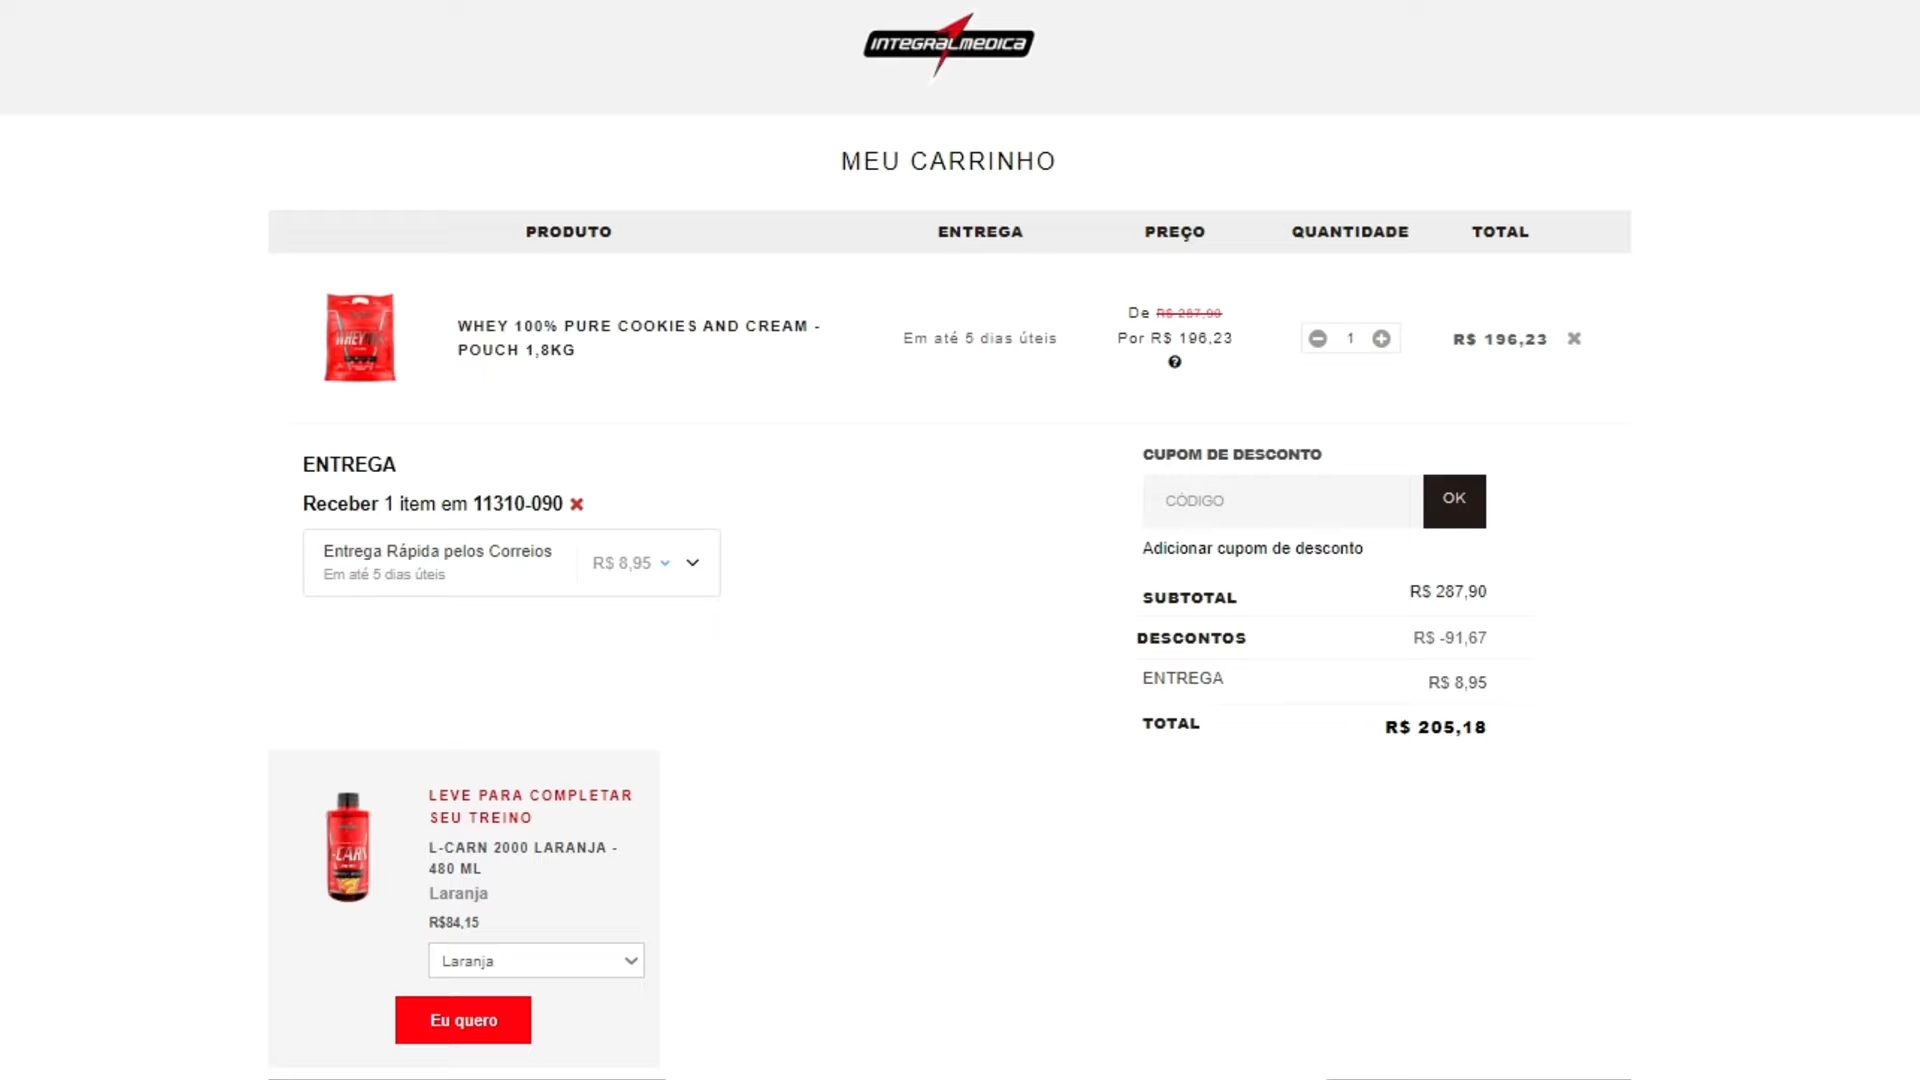 INTEGRALMEDICA
MEU CARRINHO
PRODUTO ENTREGA PREÇO QUANTIDADE TOTAL
WHEY 100% PURE COOKIES AND CREAM -
POUCH 1,8KG
Em até 5 dias úteis
De R$ 287,90
Por R$ 196,23
?
1
R$ 196,23
ENTREGA
Receber 1 item em 11310-090
Entrega Rápida pelos Correios
Em até 5 dias úteis
R$ 8,95
CUPOM DE DESCONTO
CÓDIGO
OK
Adicionar cupom de desconto
SUBTOTAL R$ 287,90
DESCONTOS R$ -91,67
ENTREGA R$ 8,95
TOTAL R$ 205,18
LEVE PARA COMPLETAR
SEU TREINO
L-CARN 2000 LARANJA -
480 ML
Laranja
R$84,15
Laranja
Eu quero
WHEY
-CARN